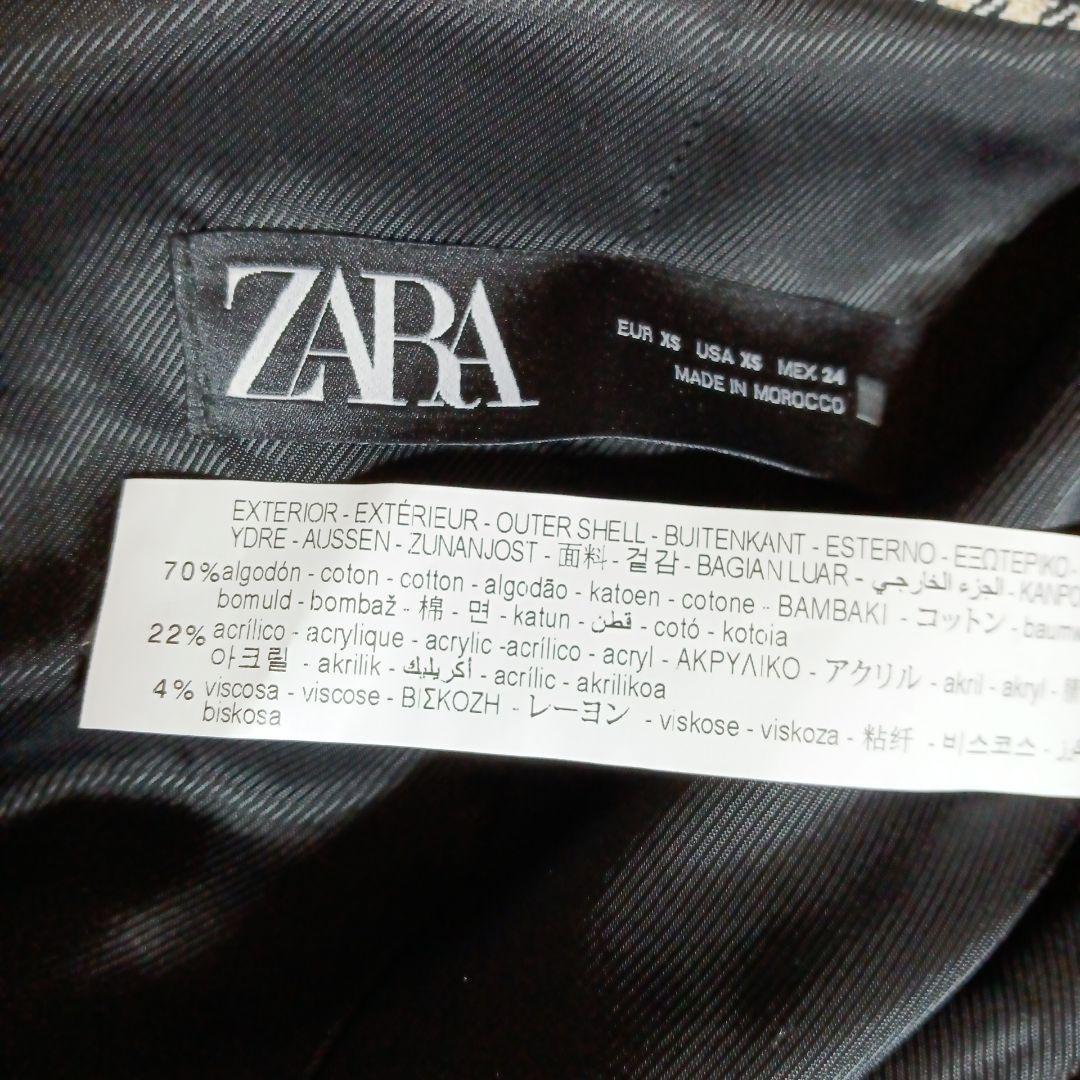 ZARA
EUR XS USA XS MEX 24
MADE IN MOROCCO
EXTERIOR - EXTÉRIEUR - OUTER SHELL - BUITENKANT - ESTERNO - ΕΞΩΤΕΡΙΚΟ -
YDRE - AUSSEN - ZUNANJOST - 面料 - 겉감 - BAGIAN LUAR - الجزء الخارجي -
70% algodón - coton - cotton - algodão - katoen - cotone - BAMBAKI - コットン -
bomuld - bombaž - 棉 - 면 - katun - قطن - cotó - kotoia
22% acrílico - acrylique - acrylic -acrílico - acryl - ΑΚΡΥΛΙΚΟ - アクリル - akril - akryl -
아크릴 - akrilik - أكريليك - acrílic - akrilikoa
4% viscosa - viscose - ΒΙΣΚΟΖΗ - レーヨン - viskose - viskoza - 粘纤 - 비스코스 -
biskosa